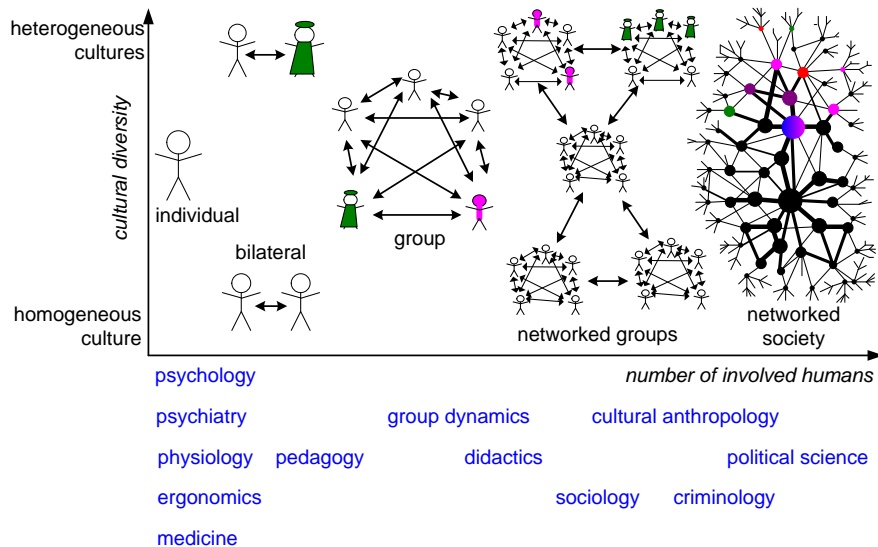 heterogeneous
cultures
cultural diversity
individual
bilateral
group
homogeneous
culture
networked groups
networked
society
number of involved humans
psychology
psychiatry
group dynamics
cultural anthropology
physiology
pedagogy
didactics
political science
ergonomics
sociology
criminology
medicine